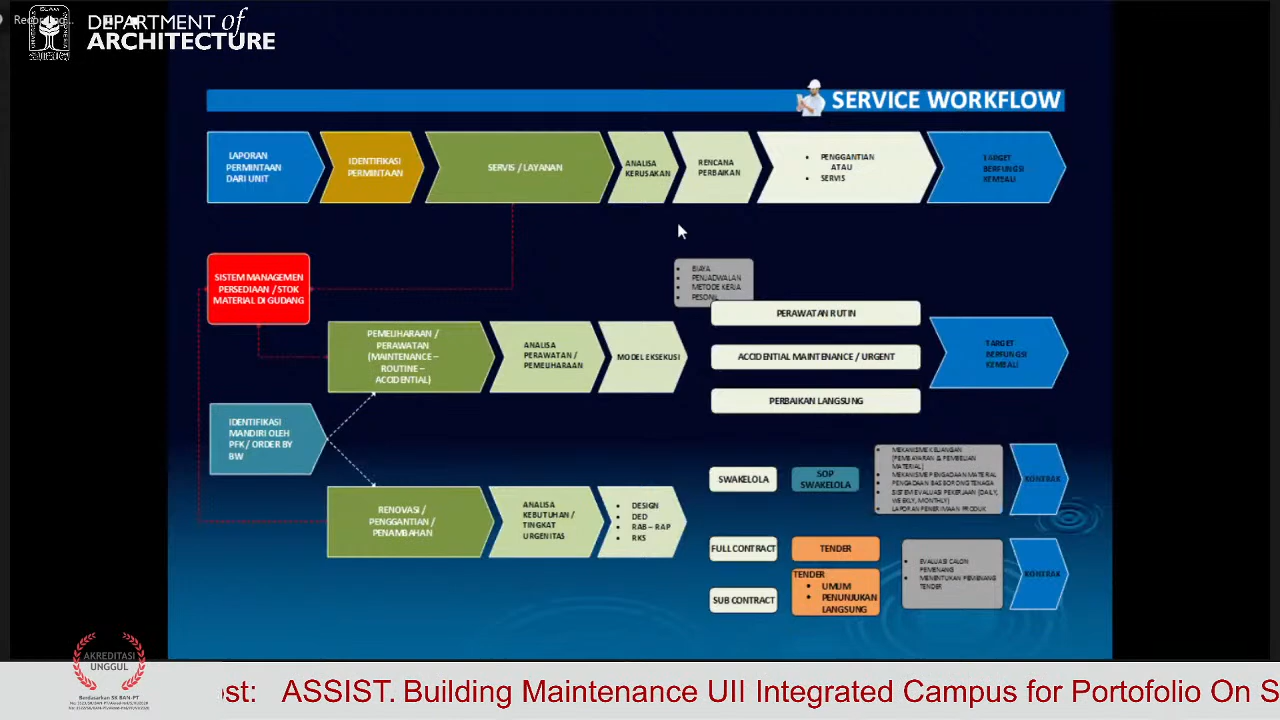 Recording...
DEPARTMENT of
ARCHITECTURE
SERVICE WORKFLOW
LAPORAN
PERMINTAAN
DARI UNIT
IDENTIFIKASI
PERMINTAAN
SERVIS / LAYANAN
ANALISA
KERUSAKAN
RENCANA
PERBAIKAN
• PENGGANTIAN
ATAU
• SERVIS
TARGET
BERFUNGSI
KEMBALI
SISTEM MANAGEMEN
PERSEDIAAN / STOK
MATERIAL DI GUDANG
• BIAYA
• PENJADWALAN
• METODE KERJA
• PESONIL
PEMELIHARAAN /
PERAWATAN
(MAINTENANCE –
ROUTINE –
ACCIDENTIAL)
ANALISA
PERAWATAN /
PEMELIHARAAN
MODEL EKSEKUSI
PERAWATAN RUTIN
ACCIDENTIAL MAINTENANCE / URGENT
PERBAIKAN LANGSUNG
TARGET
BERFUNGSI
KEMBALI
IDENTIFIKASI
MANDIRI OLEH
PFK / ORDER BY
BW
RENOVASI /
PENGGANTIAN /
PENAMBAHAN
ANALISA
KEBUTUHAN /
TINGKAT
URGENITAS
• DESIGN
• DED
• RAB – RAP
• RKS
SWAKELOLA
SOP
SWAKELOLA
• MEKANISME KEUANGAN
(PEMBAYARAN & PEMBELIAN
MATERIAL)
• MEKANISME PENGADAAN MATERIAL
• PENGADAAN BAS BORONG TENAGA
• SISTEM EVALUASI PEKERJAAN (DAILY,
WEEKLY, MONTHLY)
• LAPORAN PENERIMAAN PRODUK
KONTRAK
FULL CONTRACT
TENDER
SUB CONTRACT
TENDER
• UMUM
• PENUNJUKAN
LANGSUNG
• EVALUASI CALON
PEMENANG
• MENENTUKAN PEMENANG
TENDER
KONTRAK
AKREDITASI
UNGGUL
Berdasarkan SK BAN-PT
ost: ASSIST. Building Maintenance UII Integrated Campus for Portofolio On S